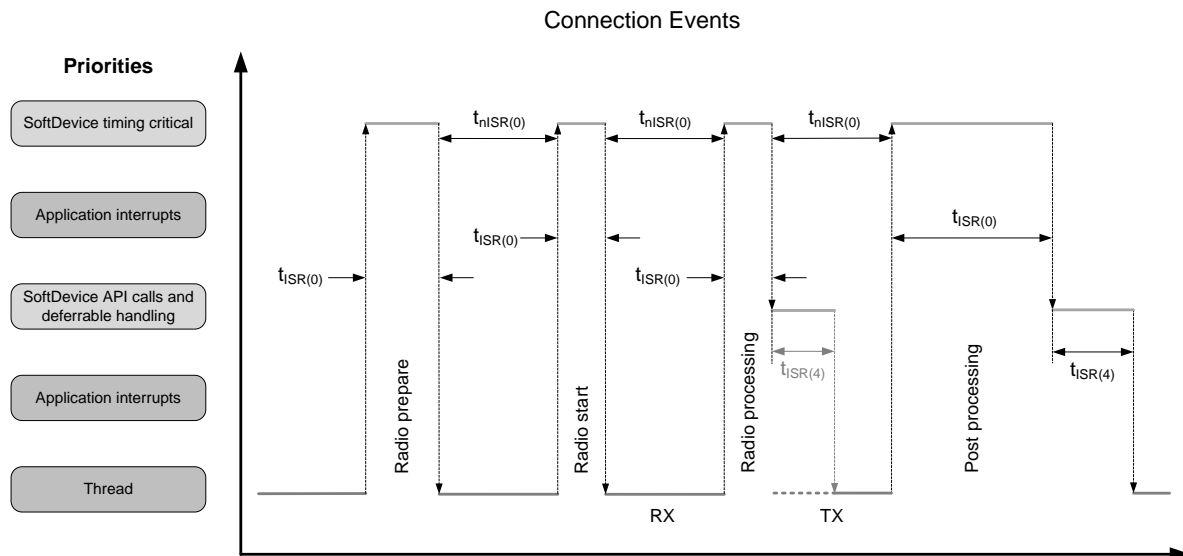 Connection Events
Priorities
SoftDevice timing critical
Application interrupts
SoftDevice API calls and
deferrable handling
Application interrupts
Thread
tnISR(0)
tnISR(0)
tnISR(0)
tISR(0)
tISR(0)
tISR(0)
tISR(0)
tISR(4)
tISR(4)
Radio prepare
Radio start
Radio processing
Post processing
RX
TX